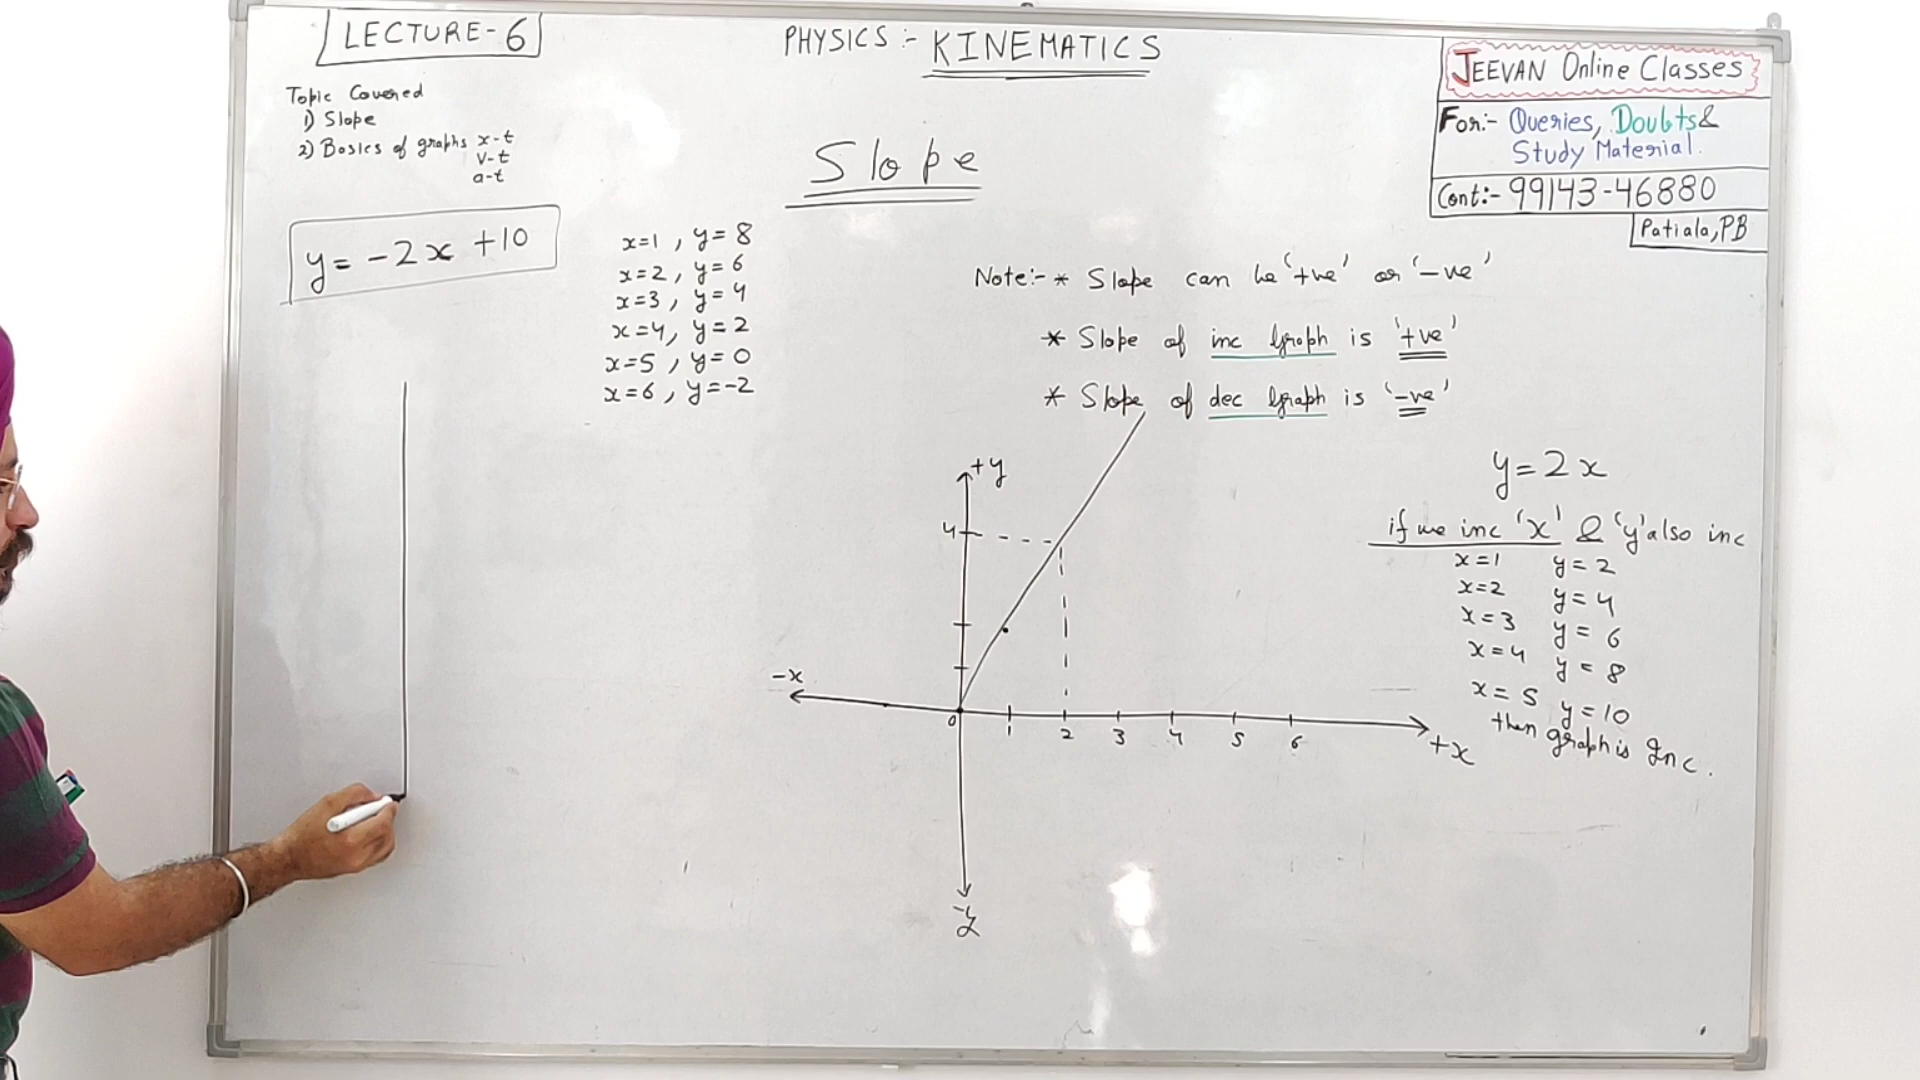 LECTURE-6
PHYSICS:- KINEMATICS
JEEVAN Online Classes
For:- Queries, Doubts &
Study Material.
Cont:- 99143-46880
Patiala, PB
Topic Covered
1) Slope
2) Basics of graphs x-t
v-t
a-t
Slope
y = -2x +10
x=1, y=8
x=2, y=6
x=3, y=4
x=4, y=2
x=5, y=0
x=6, y=-2
Note:- * Slope can be '+ve' or '-ve'
* Slope of inc graph is '+ve'
* Slope of dec graph is '-ve'
+y
4
-x
0 1 2 3 4 5 6
+x
-y
y=2x
if we inc 'x' & 'y' also inc
x=1 y=2
x=2 y=4
x=3 y=6
x=4 y=8
x=5 y=10
then graph is Inc.